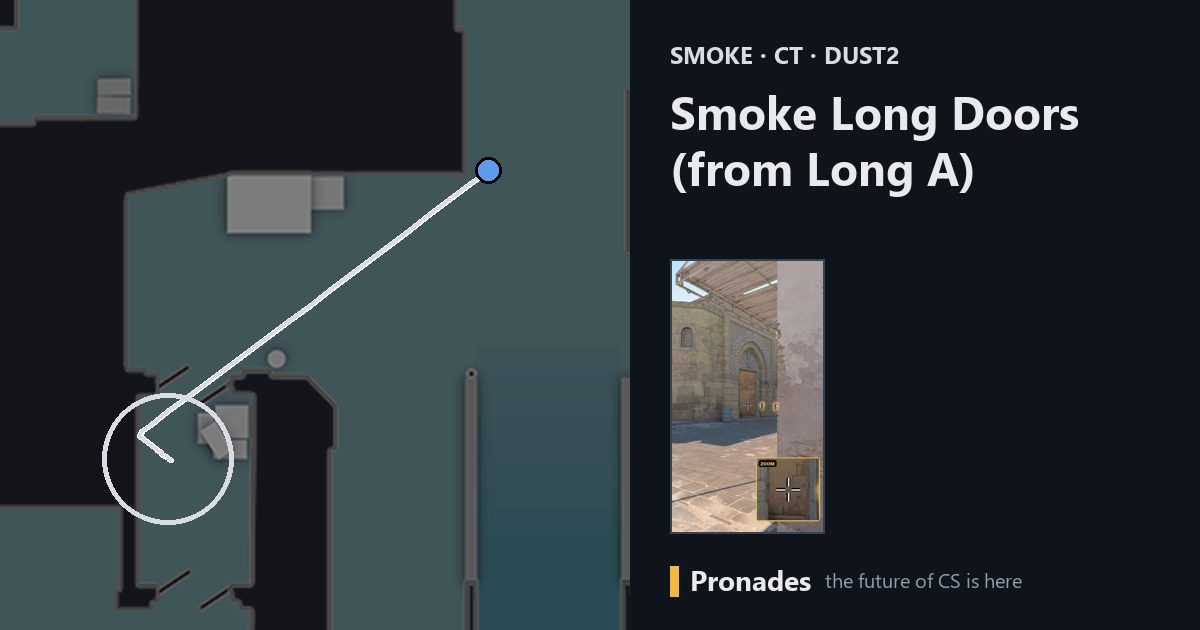 SMOKE · CT · DUST2
Smoke Long Doors
(from Long A)
ZOOM
Pronades the future of CS is here